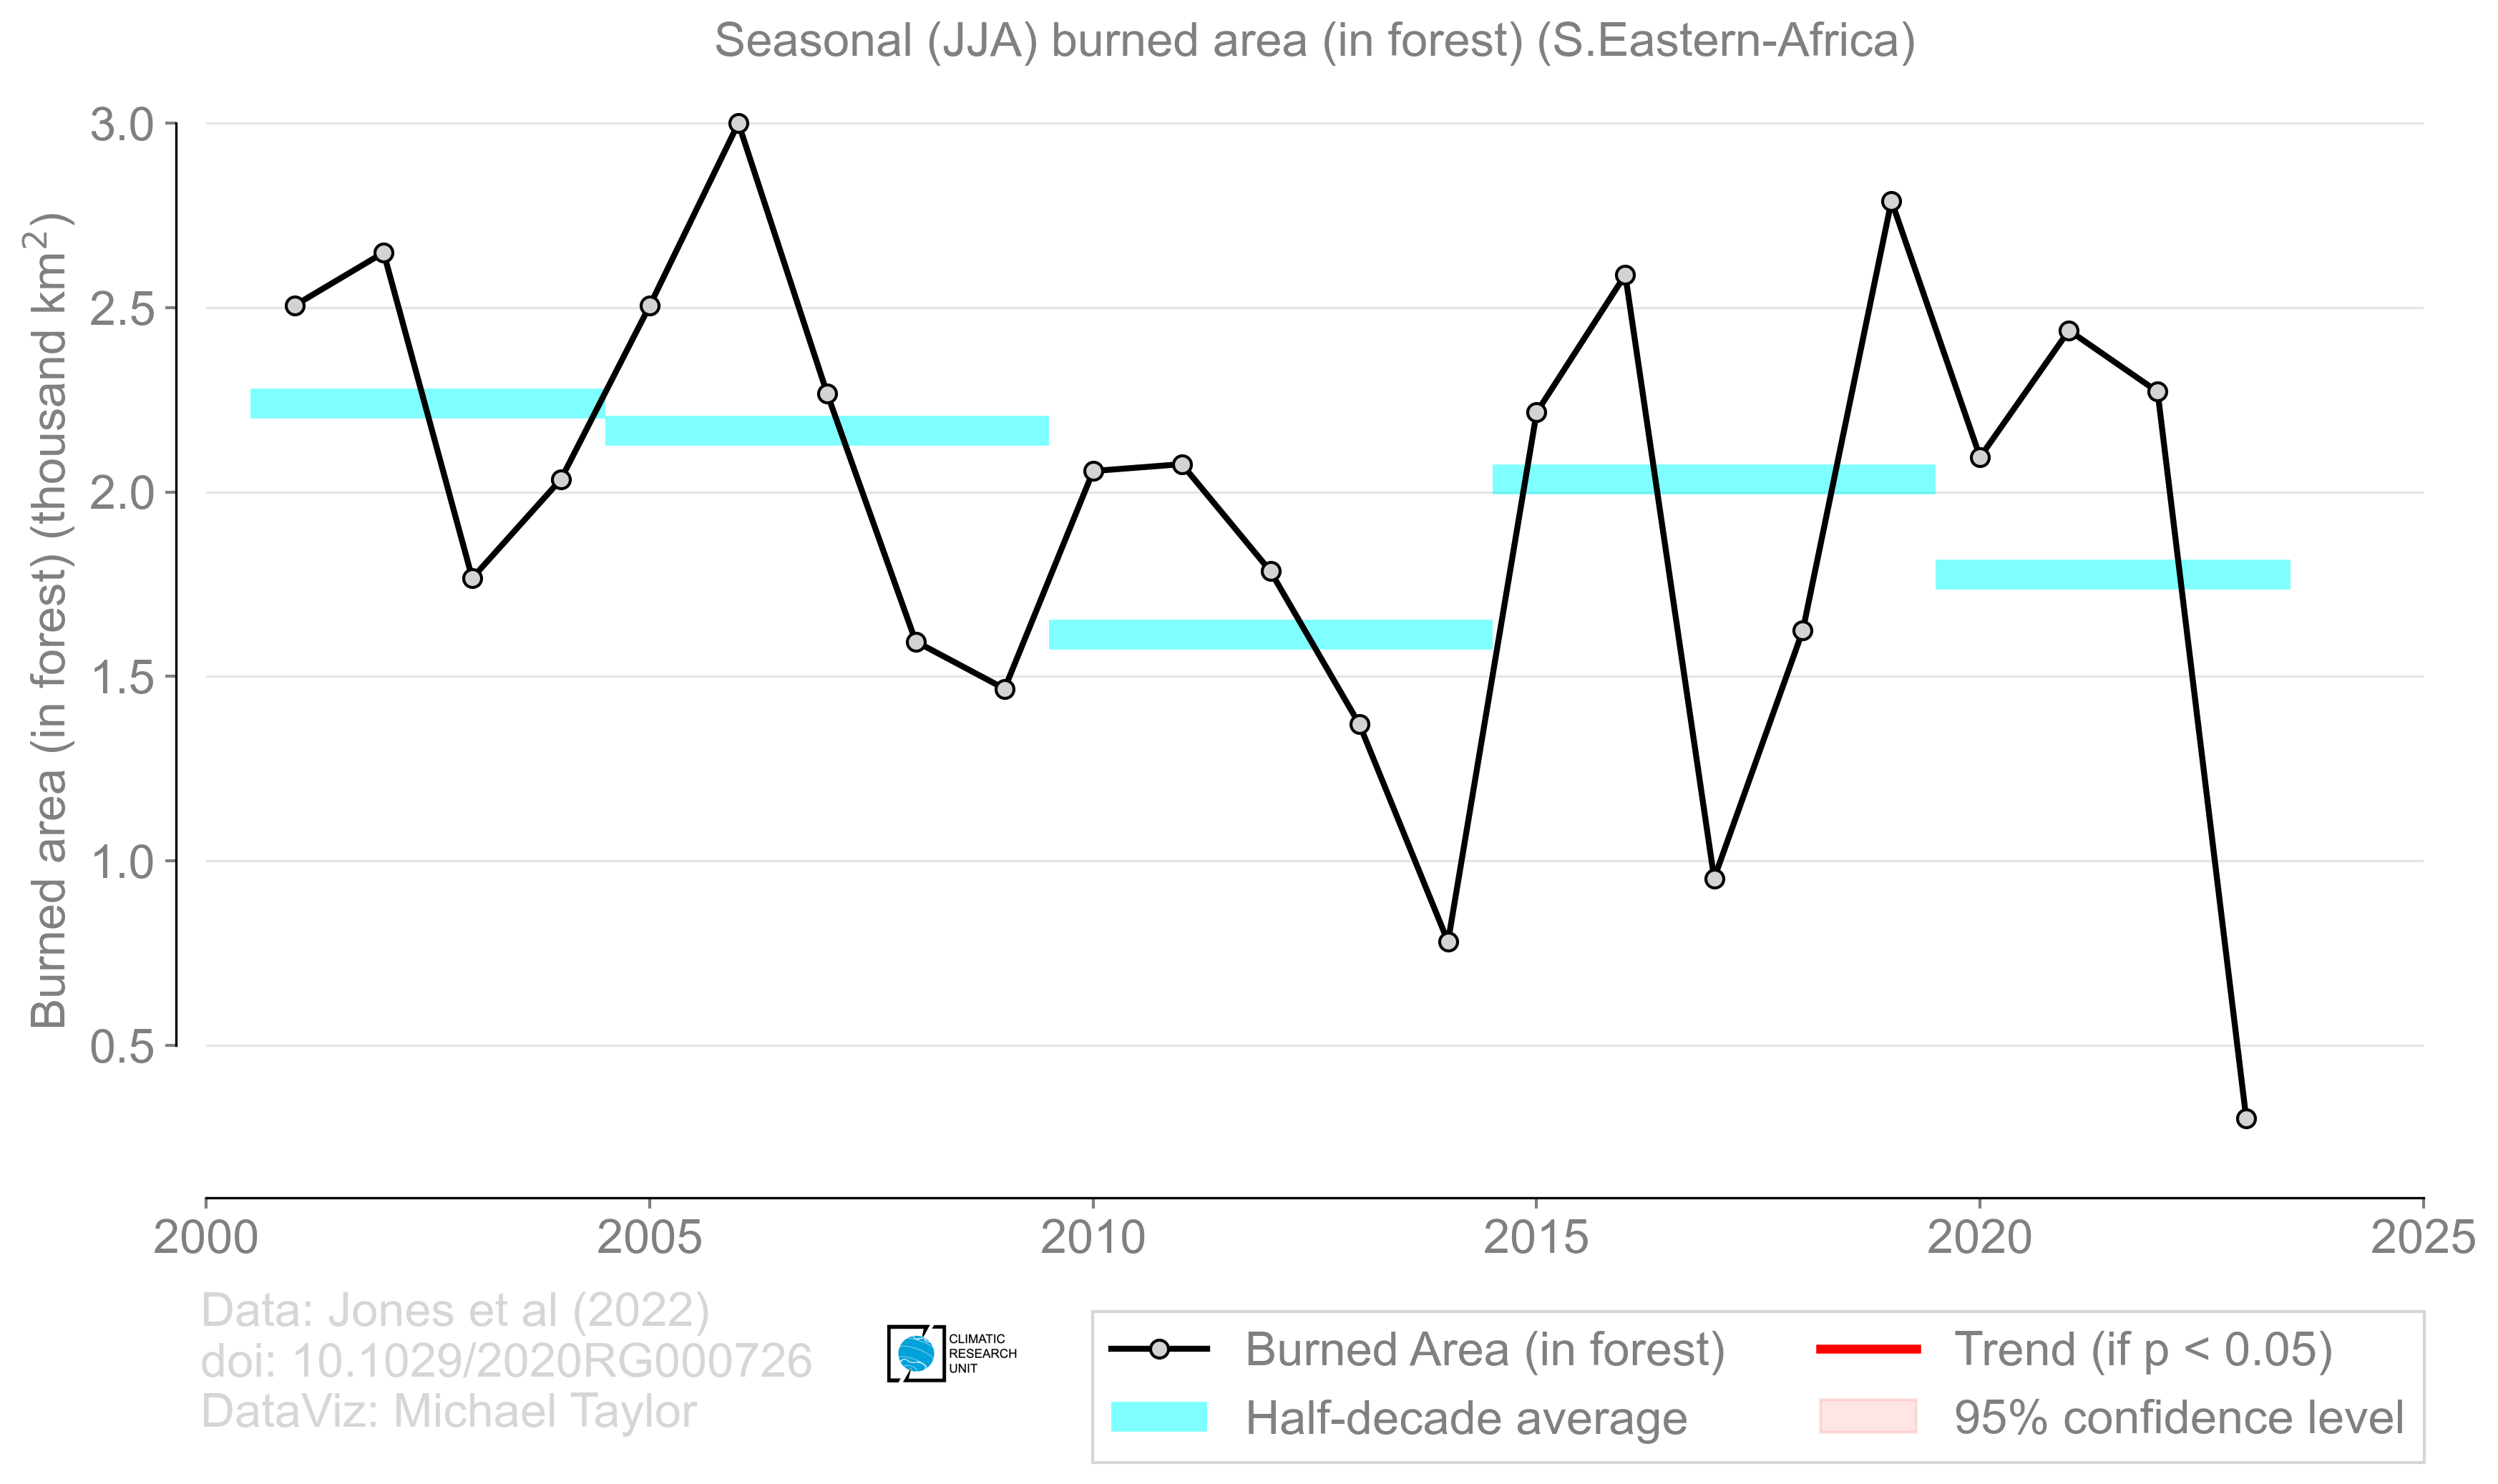 Seasonal (JJA) burned area (in forest) (S.Eastern-Africa)
Burned area (in forest) (thousand km²)
3.0
2.5
2.0
1.5
1.0
0.5
2000 2005 2010 2015 2020 2025
Data: Jones et al (2022)
doi: 10.1029/2020RG000726
DataViz: Michael Taylor
CLIMATIC
RESEARCH
UNIT
Burned Area (in forest)
Half-decade average
Trend (if p < 0.05)
95% confidence level